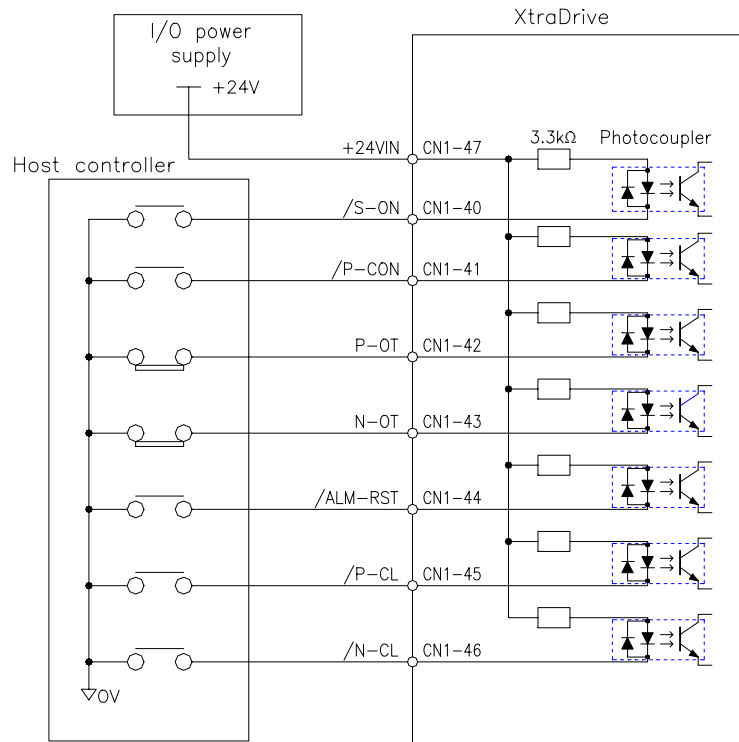 XtraDrive
I/O power
supply
+24V
3.3kΩ Photocoupler
+24VIN CN1-47
Host controller
/S-ON CN1-40
/P-CON CN1-41
P-OT CN1-42
N-OT CN1-43
/ALM-RST CN1-44
/P-CL CN1-45
/N-CL CN1-46
0V